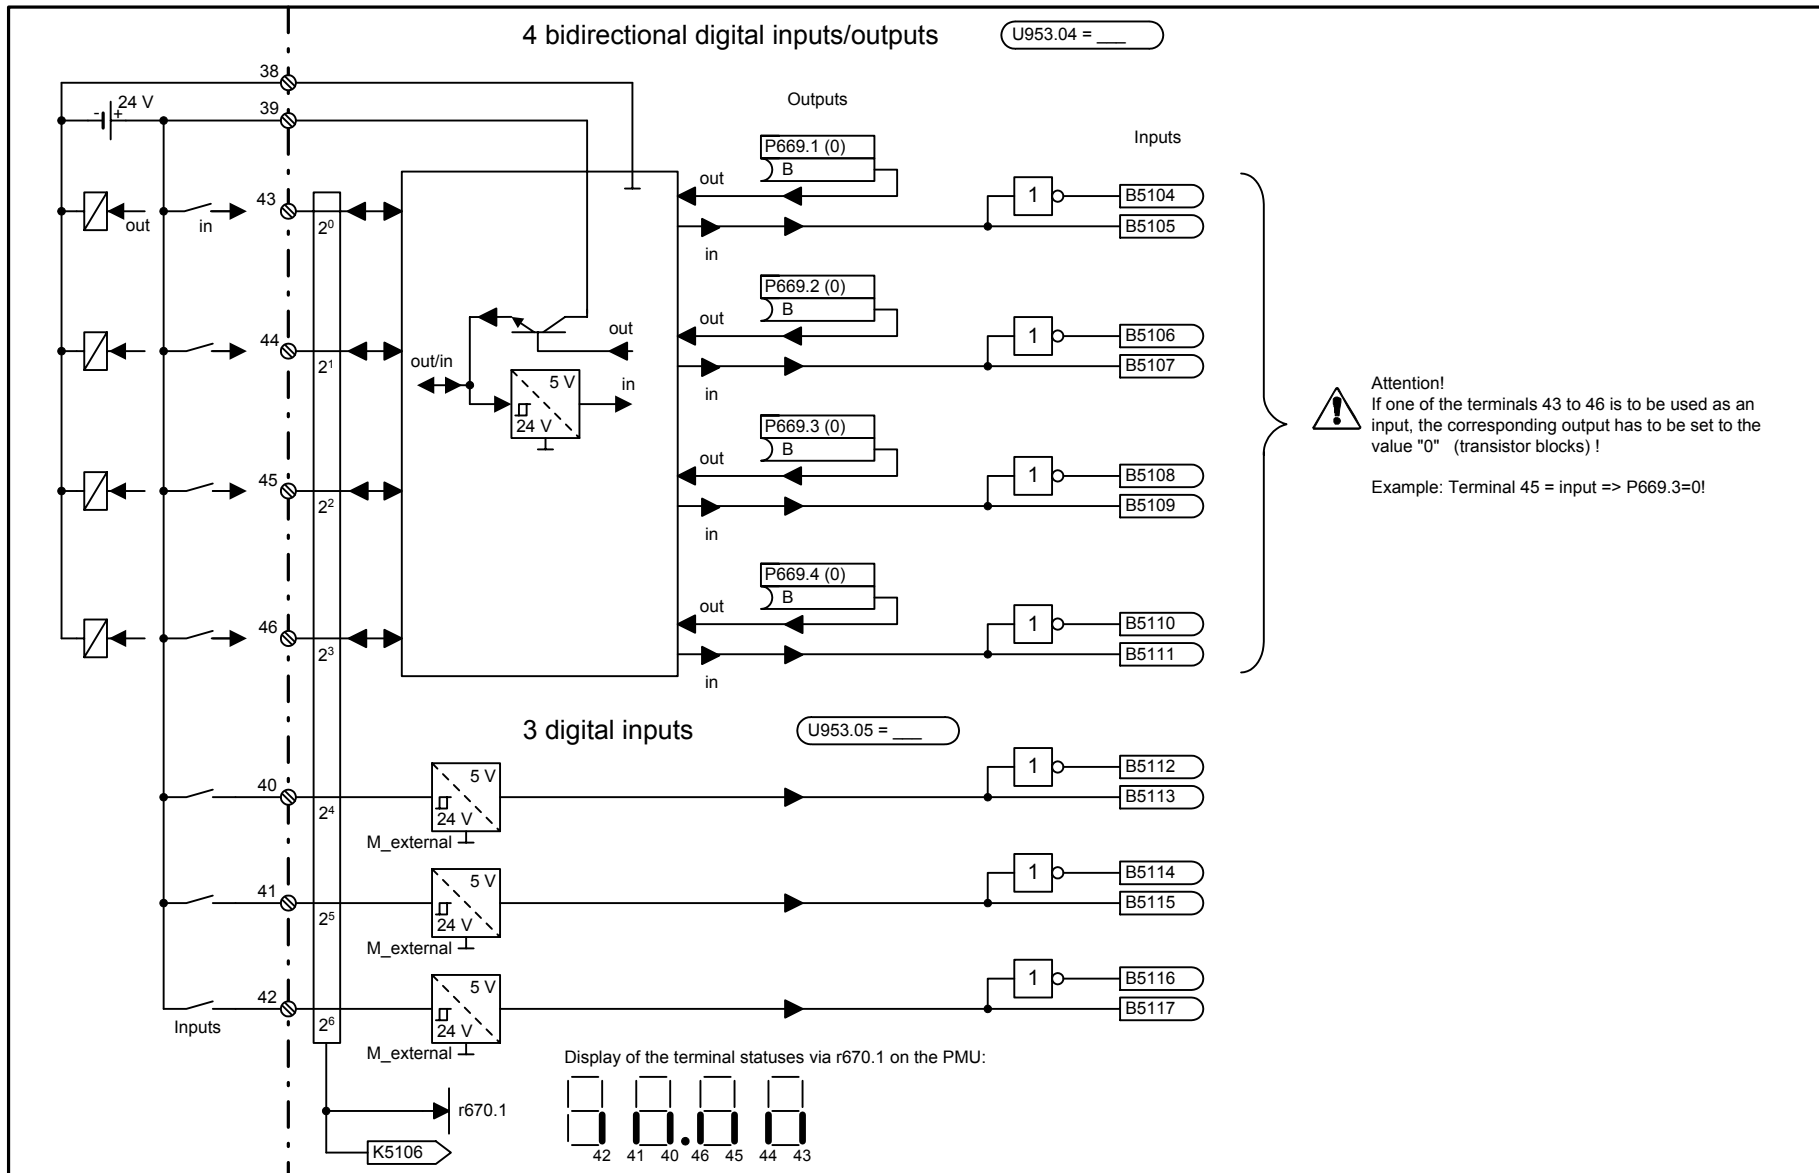 4 bidirectional digital inputs/outputs
U953.04 = ___
38
24 V
- +
39
Outputs
Inputs
P669.1 (0)
B
out
43
out
in
2⁰
in
1
B5104
B5105
P669.2 (0)
B
out
44
2¹
in
1
B5106
B5107
out
out/in
5 V
24 V
in
P669.3 (0)
B
out
45
2²
in
1
B5108
B5109
P669.4 (0)
B
out
46
2³
in
1
B5110
B5111
Attention!
If one of the terminals 43 to 46 is to be used as an
input, the corresponding output has to be set to the
value "0" (transistor blocks) !
Example: Terminal 45 = input => P669.3=0!
3 digital inputs
U953.05 = ___
40
2⁴
5 V
24 V
M_external
1
B5112
B5113
41
2⁵
5 V
24 V
M_external
1
B5114
B5115
42
Inputs
2⁶
5 V
24 V
M_external
1
B5116
B5117
r670.1
K5106
Display of the terminal statuses via r670.1 on the PMU:
42 41 40 46 45 44 43